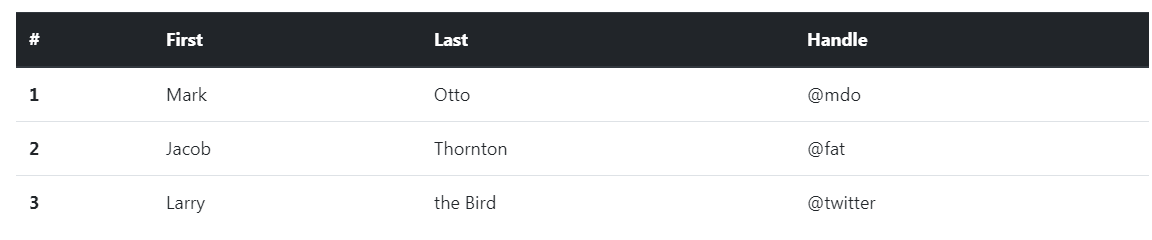 # First Last Handle
1 Mark Otto @mdo
2 Jacob Thornton @fat
3 Larry the Bird @twitter